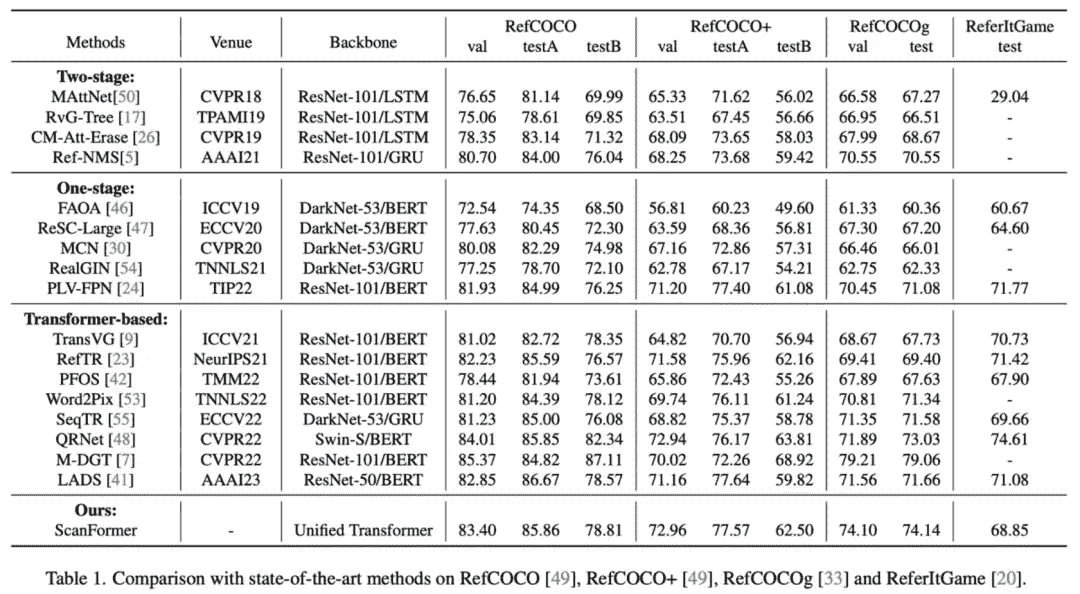 Methods Venue Backbone RefCOCO RefCOCO+ RefCOCOg ReferItGame
val testA testB val testA testB val test test
Two-stage:
MAttNet[50] CVPR18 ResNet-101/LSTM 76.65 81.14 69.99 65.33 71.62 56.02 66.58 67.27 29.04
RvG-Tree [17] TPAMI19 ResNet-101/LSTM 75.06 78.61 69.85 63.51 67.45 56.66 66.95 66.51 -
CM-Att-Erase [26] CVPR19 ResNet-101/LSTM 78.35 83.14 71.32 68.09 73.65 58.03 67.99 68.67 -
Ref-NMS[5] AAAI21 ResNet-101/GRU 80.70 84.00 76.04 68.25 73.68 59.42 70.55 70.55 -
One-stage:
FAOA [46] ICCV19 DarkNet-53/BERT 72.54 74.35 68.50 56.81 60.23 49.60 61.33 60.36 60.67
ReSC-Large [47] ECCV20 DarkNet-53/BERT 77.63 80.45 72.30 63.59 68.36 56.81 67.30 67.20 64.60
MCN [30] CVPR20 DarkNet-53/GRU 80.08 82.29 74.98 67.16 72.86 57.31 66.46 66.01 -
RealGIN [54] TNNLS21 DarkNet-53/GRU 77.25 78.70 72.10 62.78 67.17 54.21 62.75 62.33 -
PLV-FPN [24] TIP22 ResNet-101/BERT 81.93 84.99 76.25 71.20 77.40 61.08 70.45 71.08 71.77
Transformer-based:
TransVG [9] ICCV21 ResNet-101/BERT 81.02 82.72 78.35 64.82 70.70 56.94 68.67 67.73 70.73
RefTR [23] NeurIPS21 ResNet-101/BERT 82.23 85.59 76.57 71.58 75.96 62.16 69.41 69.40 71.42
PFOS [42] TMM22 ResNet-101/BERT 78.44 81.94 73.61 65.86 72.43 55.26 67.89 67.63 67.90
Word2Pix [53] TNNLS22 ResNet-101/BERT 81.20 84.39 78.12 69.74 76.11 61.24 70.81 71.34 -
SeqTR [55] ECCV22 DarkNet-53/GRU 81.23 85.00 76.08 68.82 75.37 58.78 71.35 71.58 69.66
QRNet [48] CVPR22 Swin-S/BERT 84.01 85.85 82.34 72.94 76.17 63.81 71.89 73.03 74.61
M-DGT [7] CVPR22 ResNet-101/BERT 85.37 84.82 87.11 70.02 72.26 68.92 79.21 79.06 -
LADS [41] AAAI23 ResNet-50/BERT 82.85 86.67 78.57 71.16 77.64 59.82 71.56 71.66 71.08
Ours:
ScanFormer - Unified Transformer 83.40 85.86 78.81 72.96 77.57 62.50 74.10 74.14 68.85
Table 1. Comparison with state-of-the-art methods on RefCOCO [49], RefCOCO+ [49], RefCOCOg [33] and ReferItGame [20].